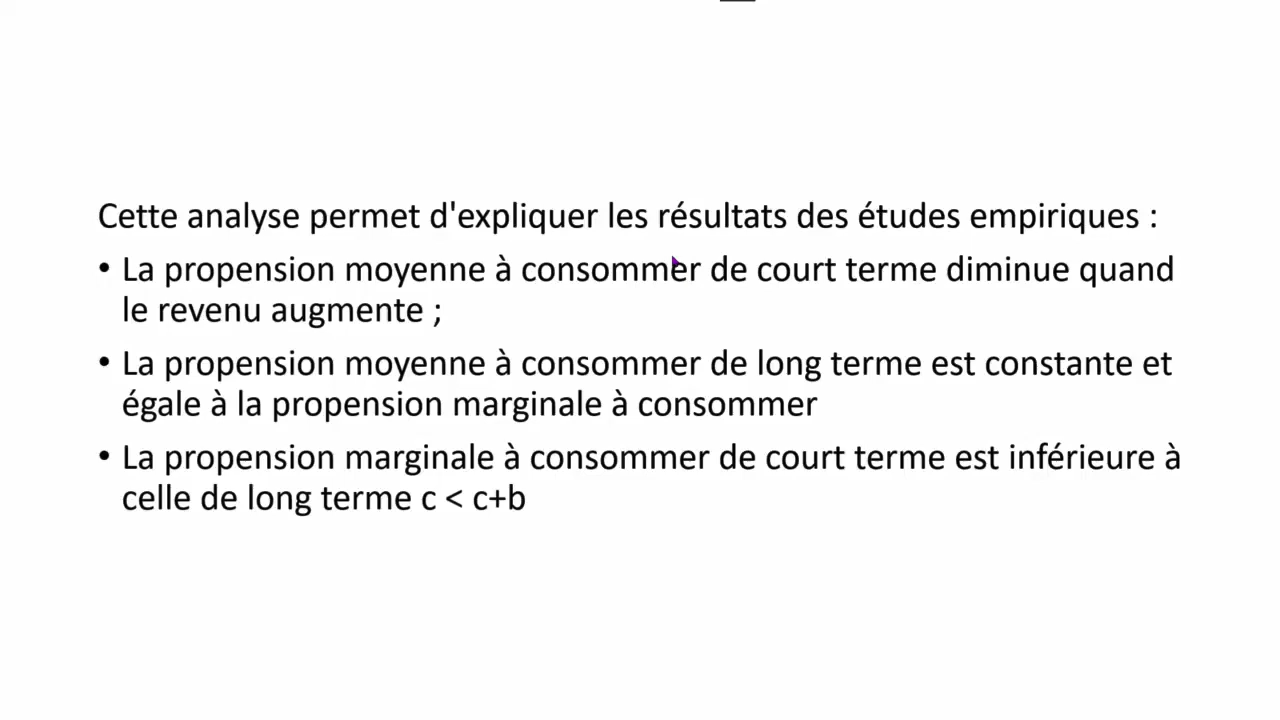 Cette analyse permet d'expliquer les résultats des études empiriques :
• La propension moyenne à consommer de court terme diminue quand
le revenu augmente ;
• La propension moyenne à consommer de long terme est constante et
égale à la propension marginale à consommer
• La propension marginale à consommer de court terme est inférieure à
celle de long terme c < c+b